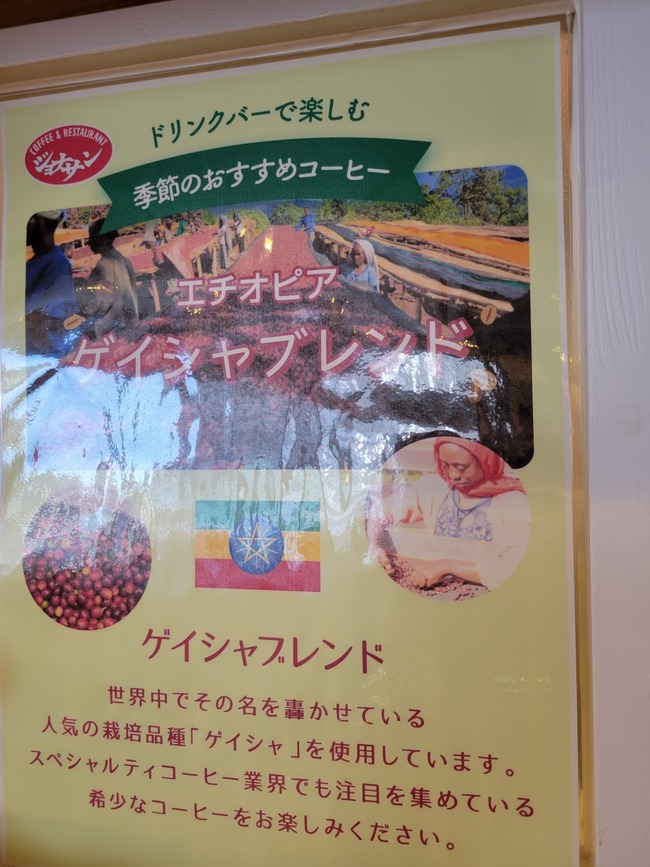 ドリンクバーで楽しむ
COFFEE & RESTAURANT
ジョナサン
季節のおすすめコーヒー
エチオピア
ゲイシャブレンド
ゲイシャブレンド
世界中でその名を轟かせている
人気の栽培品種「ゲイシャ」を使用しています。
スペシャルティコーヒー業界でも注目を集めている
希少なコーヒーをお楽しみください。